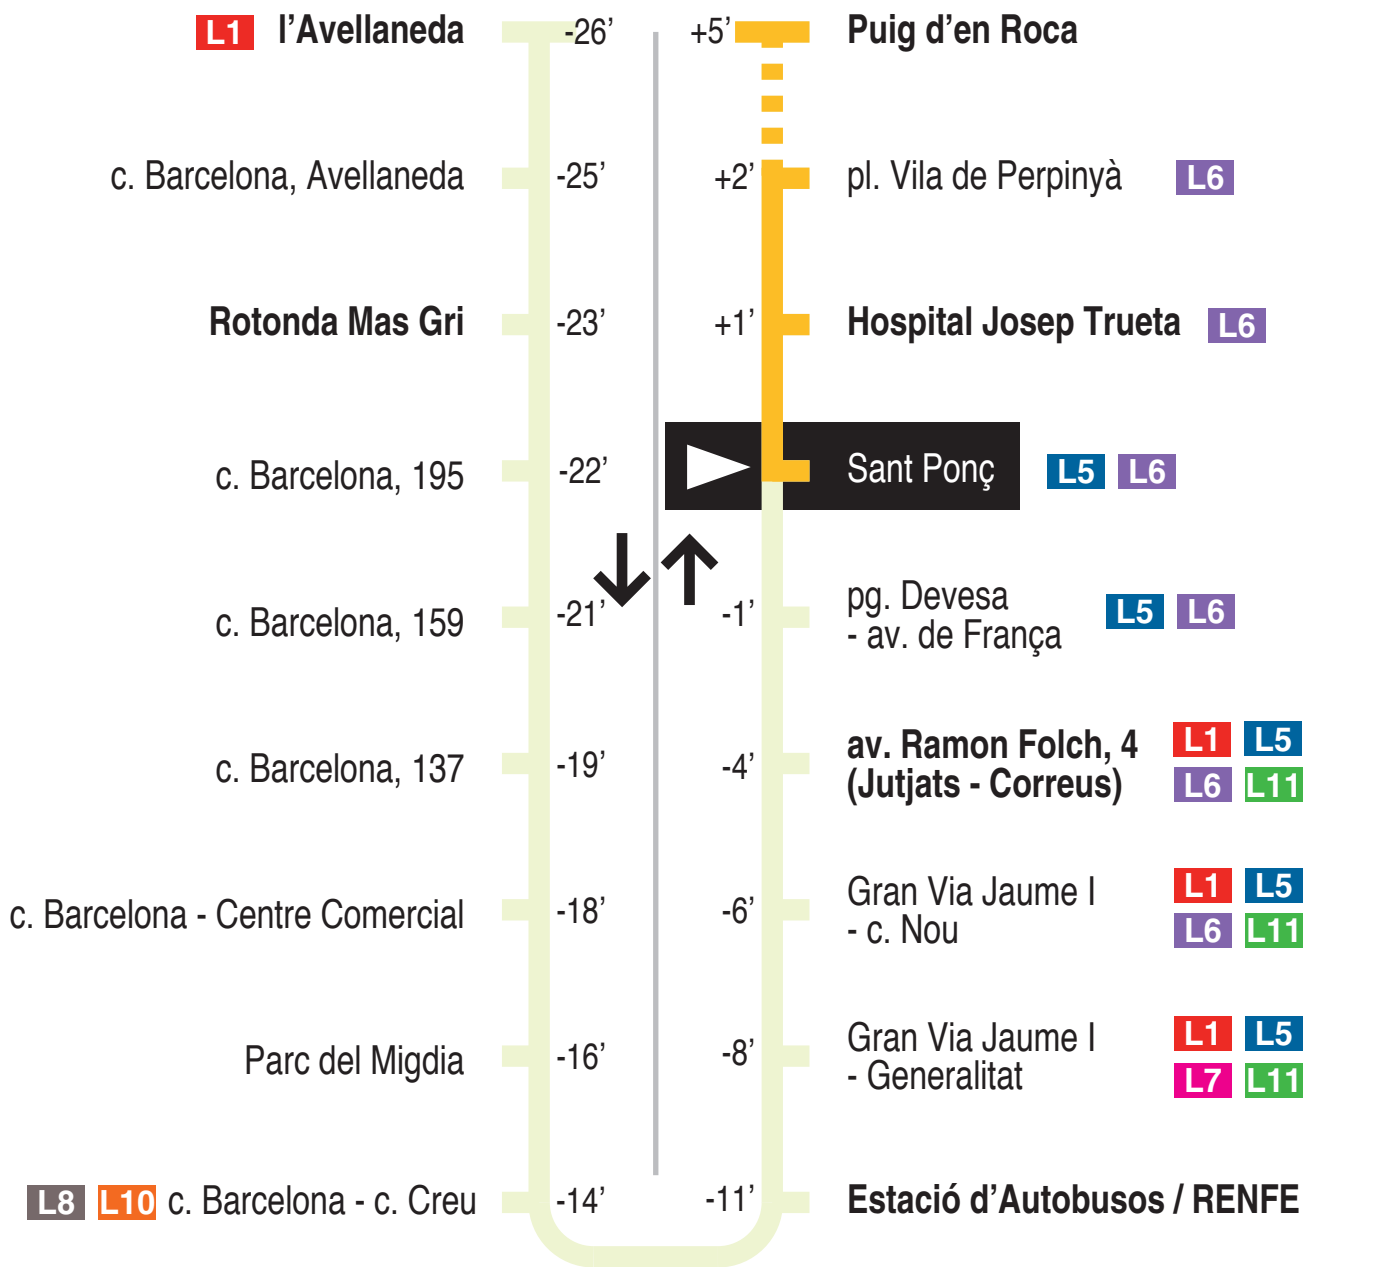 L1 l’Avellaneda -26’
c. Barcelona, Avellaneda -25’
Rotonda Mas Gri -23’
c. Barcelona, 195 -22’
c. Barcelona, 159 -21’
c. Barcelona, 137 -19’
c. Barcelona - Centre Comercial -18’
Parc del Migdia -16’
L8 L10 c. Barcelona - c. Creu -14’
+5’ Puig d’en Roca
+2’ pl. Vila de Perpinyà L6
+1’ Hospital Josep Trueta L6
Sant Ponç L5 L6
-1’ pg. Devesa
- av. de França L5 L6
-4’ av. Ramon Folch, 4 L1 L5
(Jutjats - Correus) L6 L11
-6’ Gran Via Jaume I L1 L5
- c. Nou L6 L11
-8’ Gran Via Jaume I L1 L5
- Generalitat L7 L11
-11’ Estació d’Autobusos / RENFE